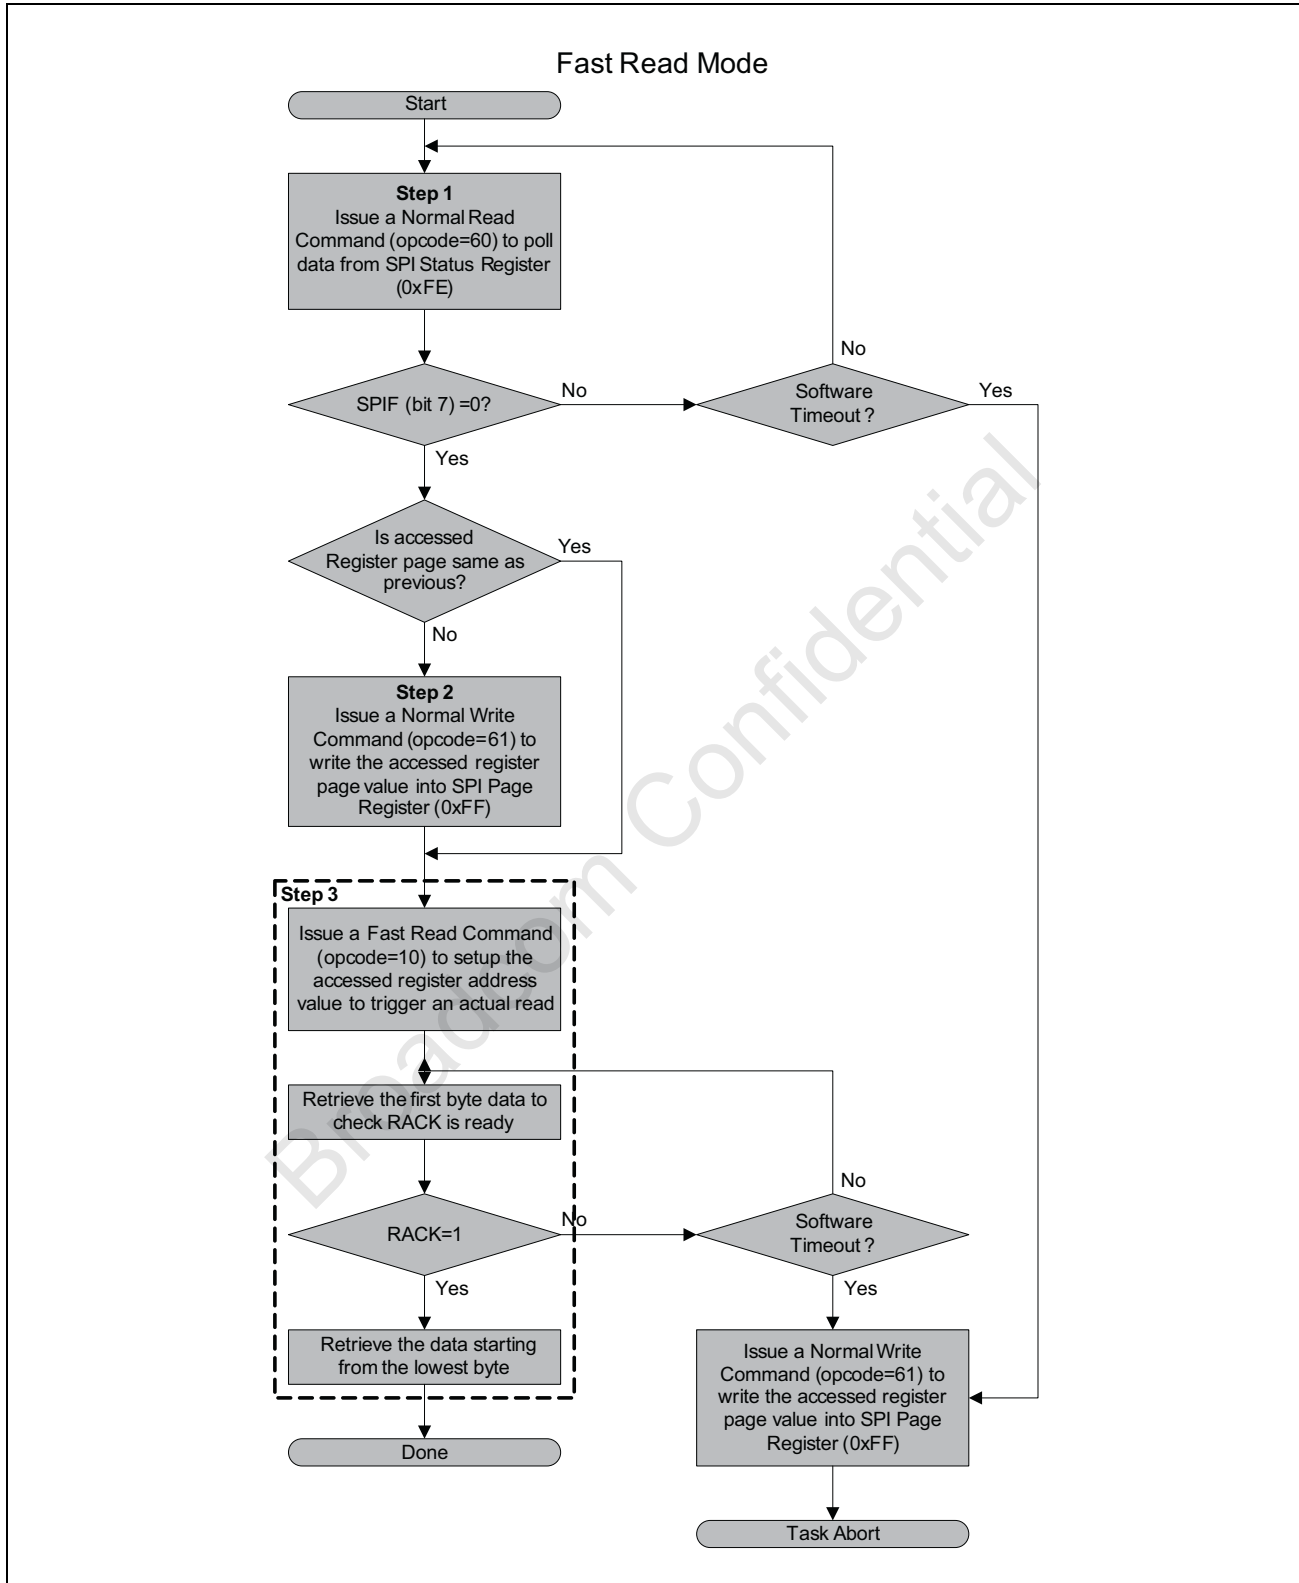 Fast Read Mode
Start
Step 1
Issue a Normal Read
Command (opcode=60) to poll
data from SPI Status Register
(0xFE)
No
SPIF (bit 7) =0?
No
Software
Timeout ?
Yes
Yes
Is accessed
Register page same as
previous?
Yes
No
Step 2
Issue a Normal Write
Command (opcode=61) to
write the accessed register
page value into SPI Page
Register (0xFF)
Step 3
Issue a Fast Read Command
(opcode=10) to setup the
accessed register address
value to trigger an actual read
Retrieve the first byte data to
check RACK is ready
No
RACK=1
No
Software
Timeout ?
Yes
Yes
Retrieve the data starting
from the lowest byte
Issue a Normal Write
Command (opcode=61) to
write the accessed register
page value into SPI Page
Register (0xFF)
Done
Task Abort
Broadcom Confidential